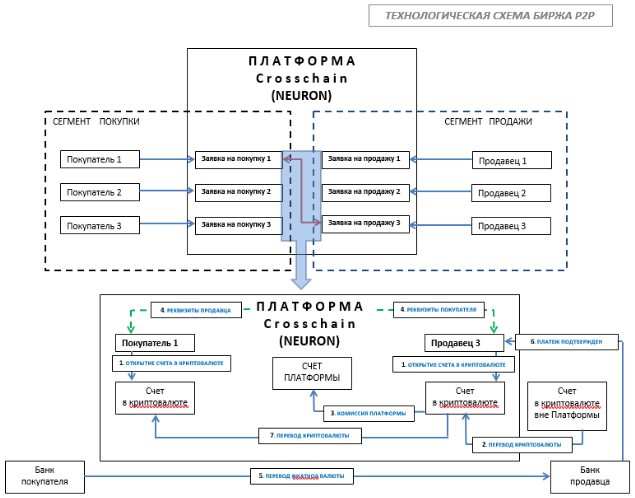 ТЕХНОЛОГИЧЕСКАЯ СХЕМА БИРЖА P2P
ПЛАТФОРМА
Crosschain
(NEURON)
СЕГМЕНТ ПОКУПКИ
СЕГМЕНТ ПРОДАЖИ
Покупатель 1
Заявка на покупку 1
Заявка на продажу 1
Продавец 1
Покупатель 2
Заявка на покупку 2
Заявка на продажу 2
Продавец 2
Покупатель 3
Заявка на покупку 3
Заявка на продажу 3
Продавец 3
4. РЕКВИЗИТЫ ПРОДАВЦА
ПЛАТФОРМА
Crosschain
(NEURON)
4. РЕКВИЗИТЫ ПОКУПАТЕЛЯ
Покупатель 1
Продавец 3
6. ПЛАТЕЖ ПОДТВЕРЖДЕН
1. ОТКРЫТИЕ СЧЕТА В КРИПТОВАЛЮТЕ
1. ОТКРЫТИЕ СЧЕТА В КРИПТОВАЛЮТЕ
СЧЕТ
ПЛАТФОРМЫ
Счет
в криптовалюте
Счет
в криптовалюте
Счет
в криптовалюте
вне Платформы
3. КОМИССИЯ ПЛАТФОРМЫ
7. ПЕРЕВОД КРИПТОВАЛЮТЫ
2. ПЕРЕВОД КРИПТОВАЛЮТЫ
Банк
покупателя
5. ПЕРЕВОД ФИАТНОЙ ВАЛЮТЫ
Банк
продавца